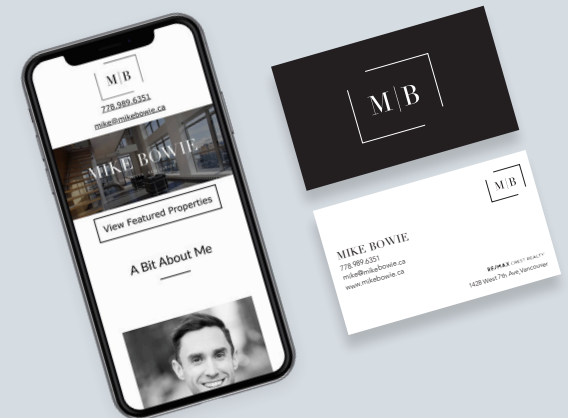 M|B
778.989.6351
mike@mikebowie.ca
MIKE BOWIE
View Featured Properties
A Bit About Me
M|B
M|B
MIKE BOWIE
778.989.6351
mike@mikebowie.ca
www.mikebowie.ca
RE/MAX CREST REALTY
1428 West 7th Ave, Vancouver